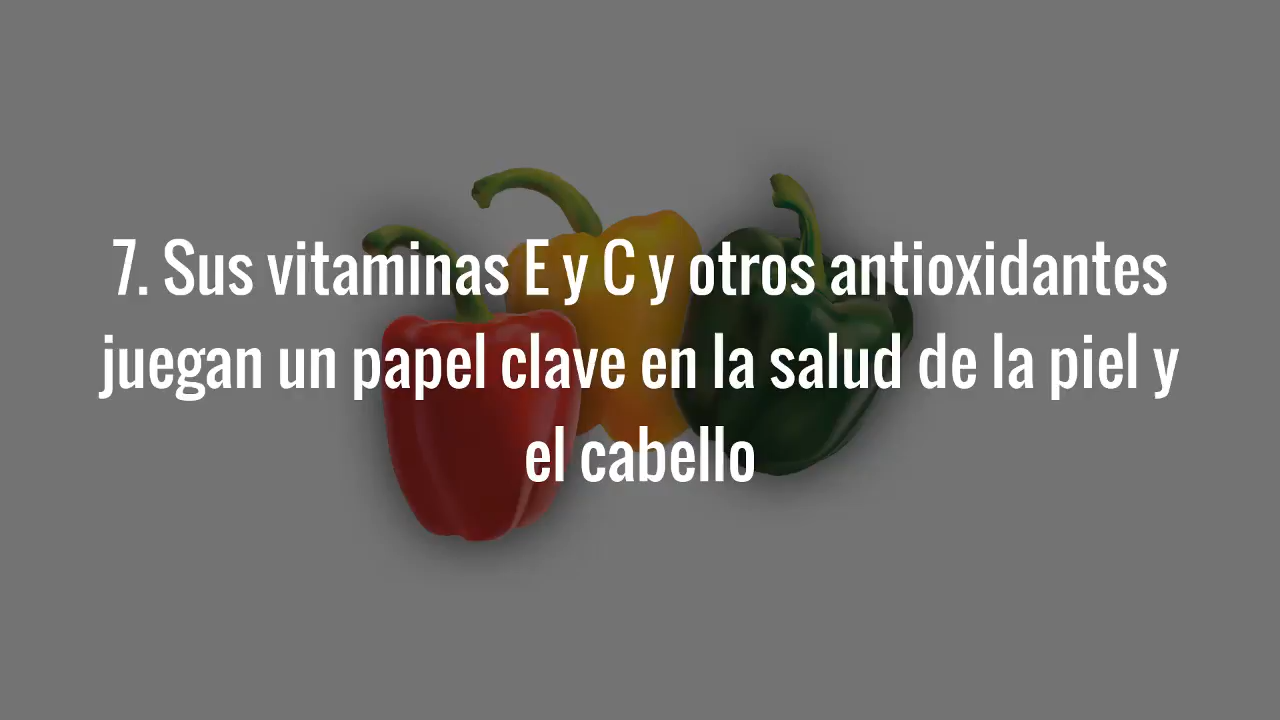 7. Sus vitaminas E y C y otros antioxidantes
juegan un papel clave en la salud de la piel y
el cabello